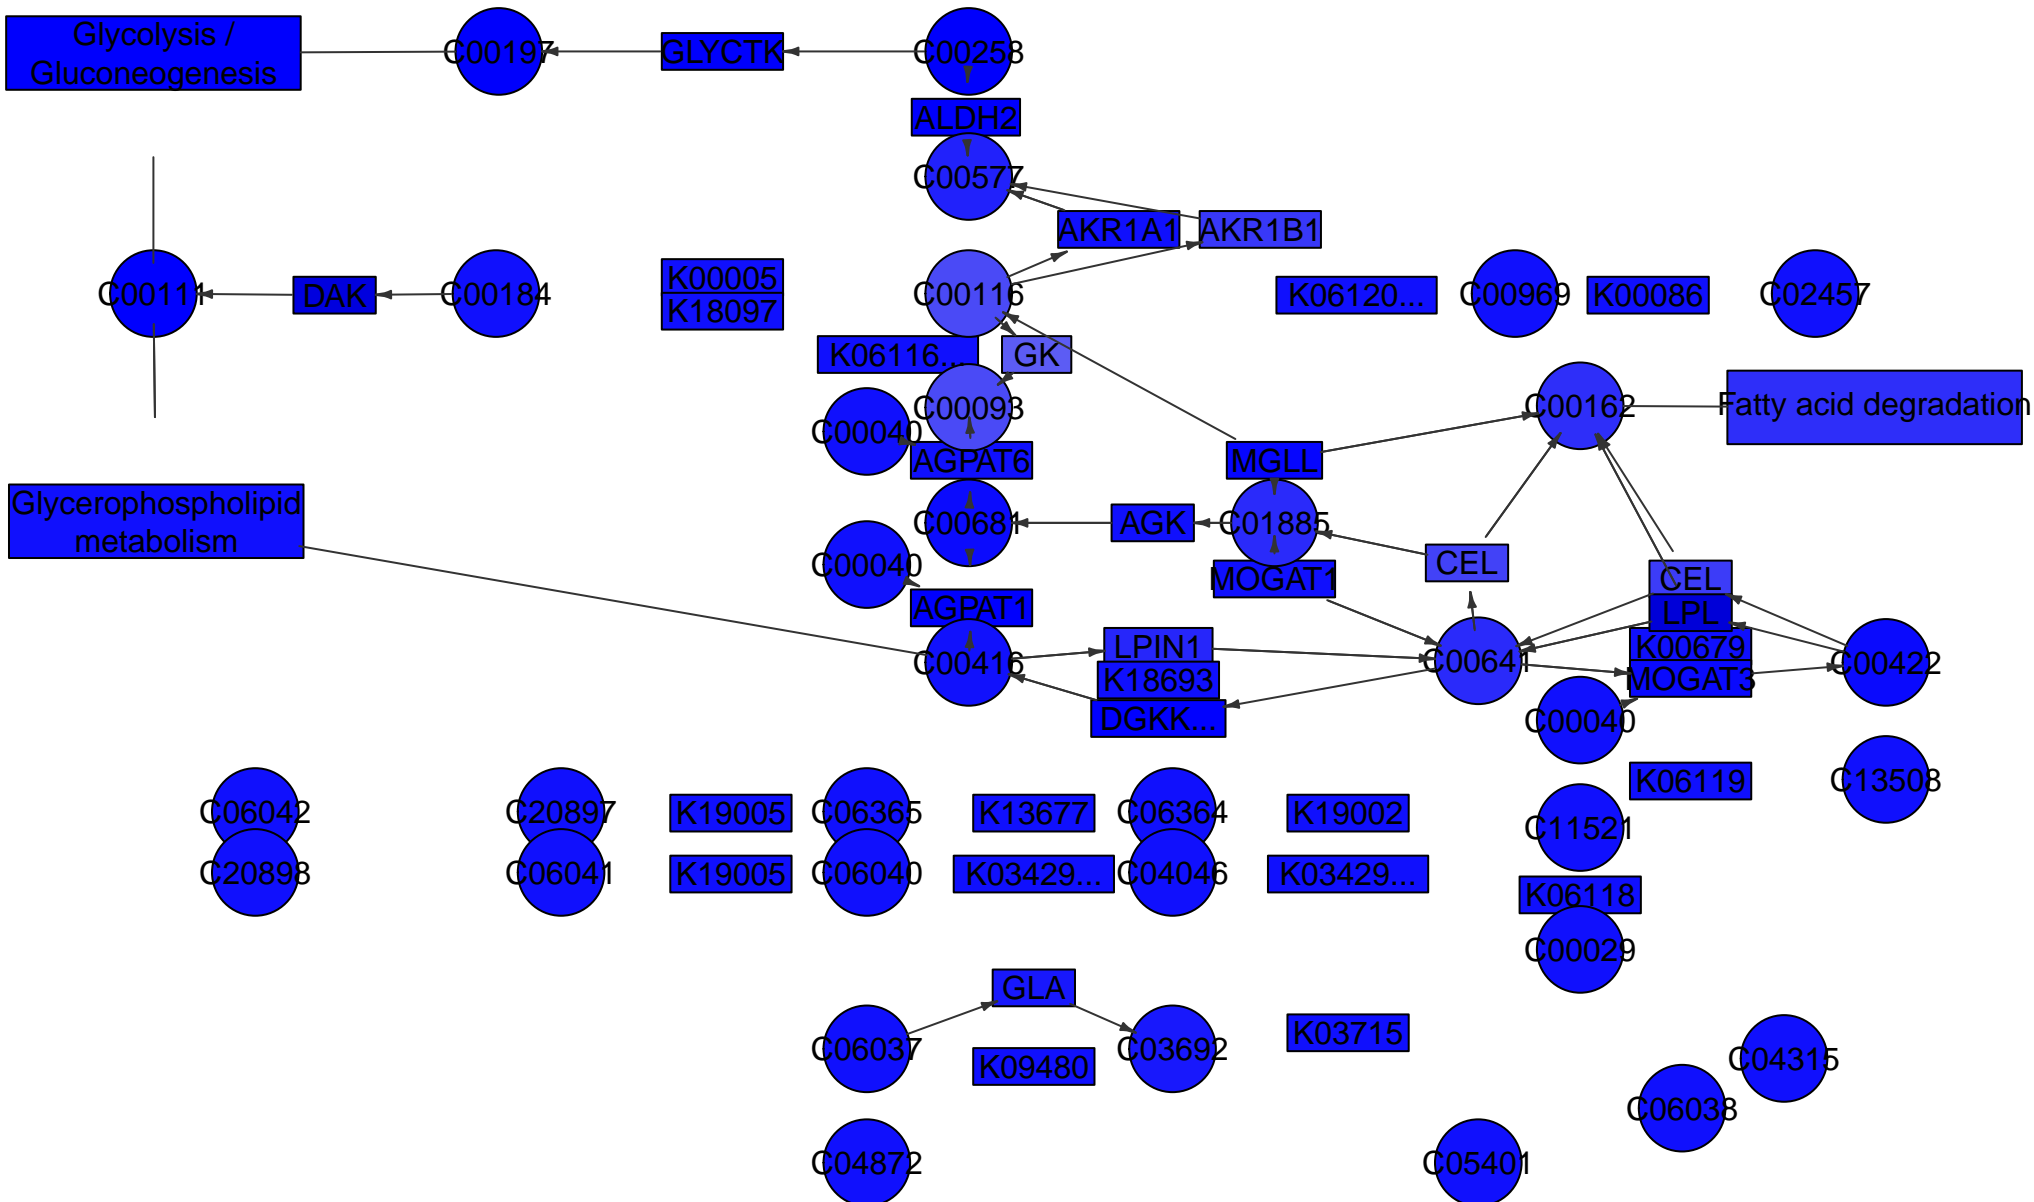 Glycolysis /
Gluconeogenesis
C00197
GLYCTK
C00258
ALDH2
C00577
AKR1A1
AKR1B1
C00111
DAK
C00184
K00005
K18097
C00116
K06120...
C00969
K00086
C02457
K06116...
GK
C00093
C00040
AGPAT6
C00162
Fatty acid degradation
MGLL
Glycerophospholipid
metabolism
C00681
AGK
C01885
C00040
MOGAT1
CEL
CEL
LPL
AGPAT1
C00416
LPIN1
K18693
DGKK...
C00641
K00679
MOGAT3
C00422
C00040
C06042
C20897
K19005
C06365
K13677
C06364
K19002
C11521
K06119
C13508
C20898
C06041
K19005
C06040
K03429...
C04046
K03429...
K06118
C00029
GLA
C06037
K09480
C03692
K03715
C04315
C06038
C04872
C05401